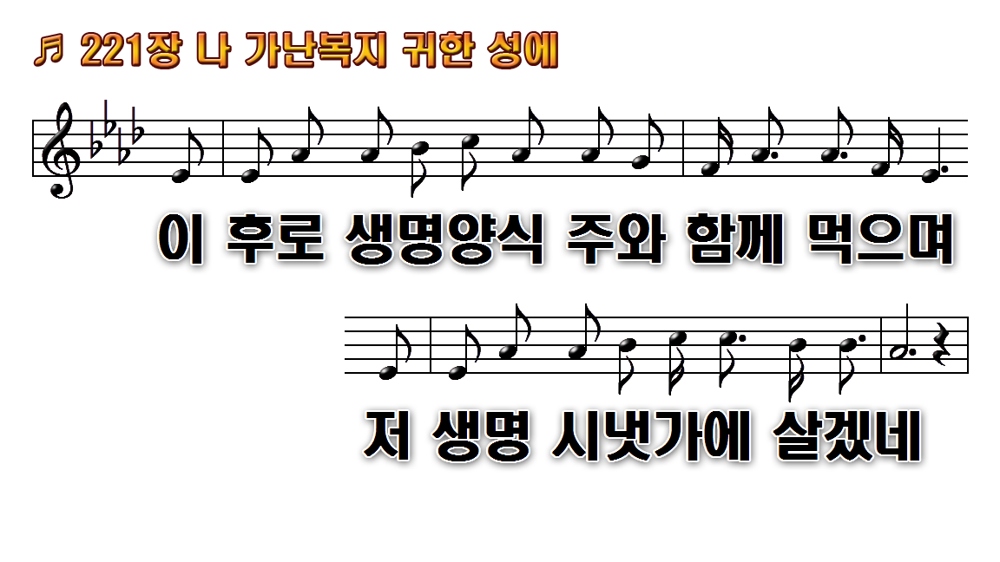 221장 나 가난복지 귀한 성에
이 후로 생명양식 주와 함께 먹으며
저 생명 시냇가에 살겠네